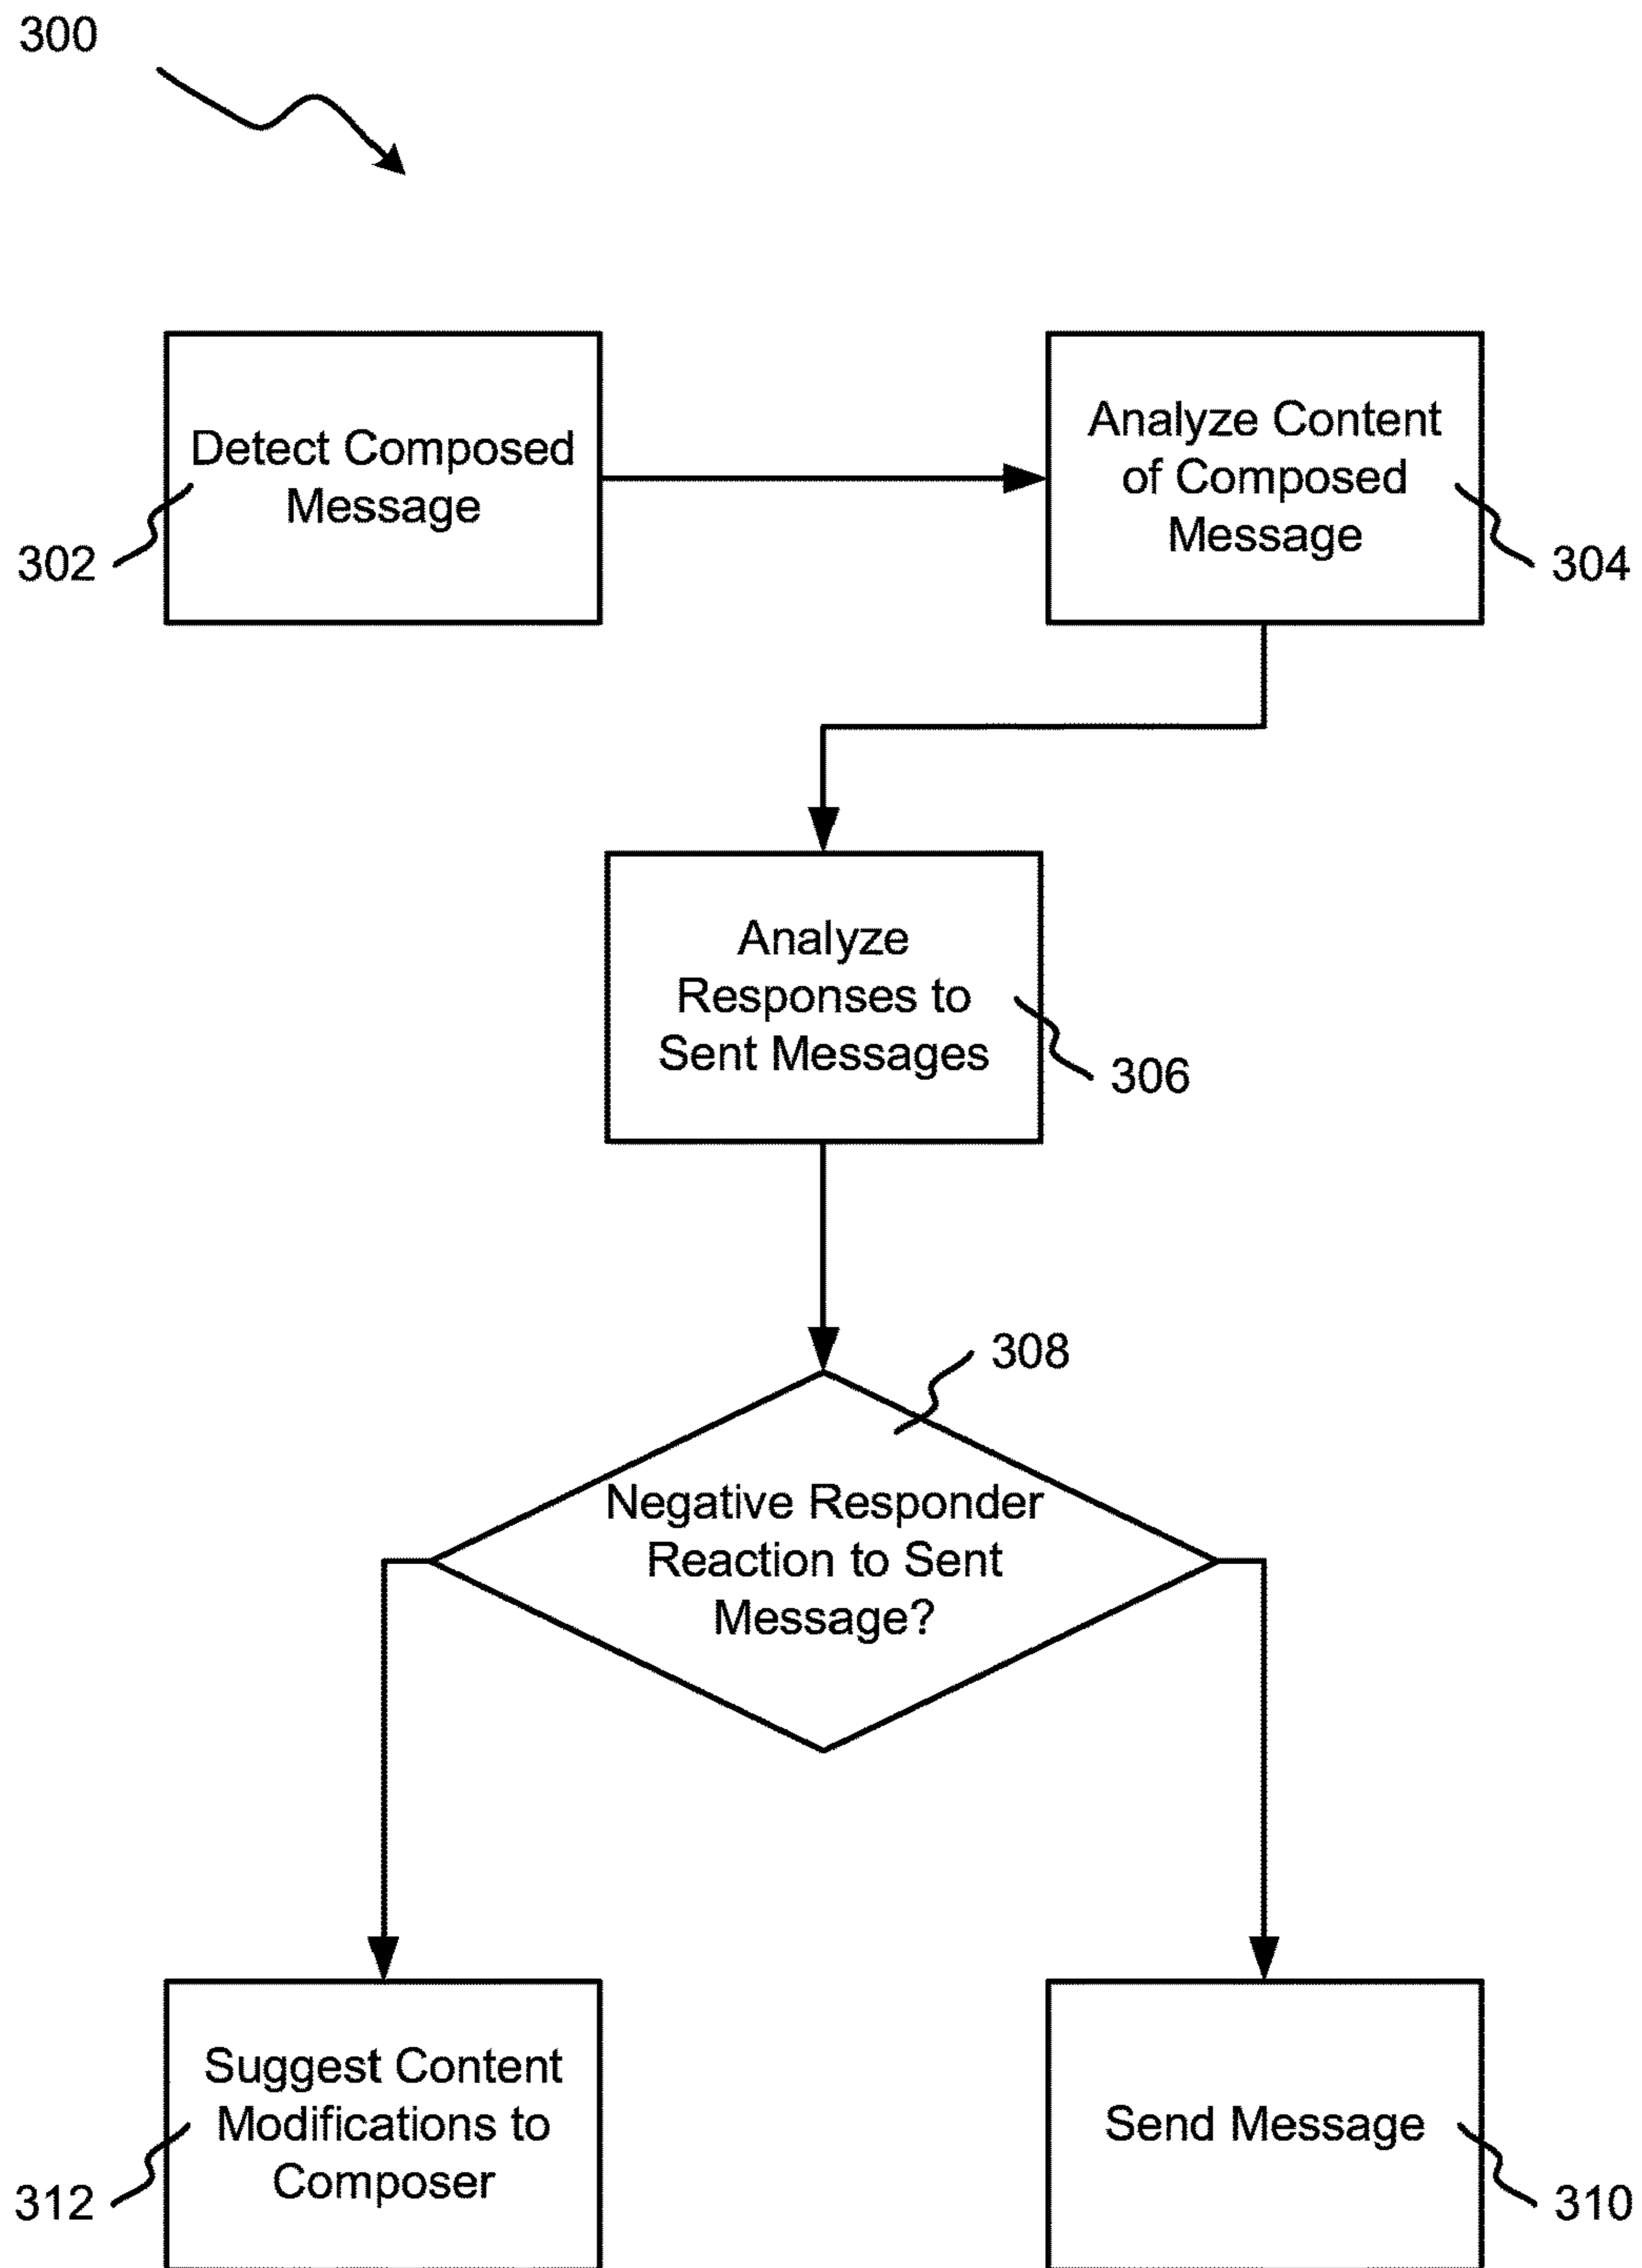 300
Detect Composed
Message
302
Analyze Content
of Composed
Message
304
Analyze
Responses to
Sent Messages
306
308
Negative Responder
Reaction to Sent
Message?
Suggest Content
Modifications to
Composer
312
Send Message
310